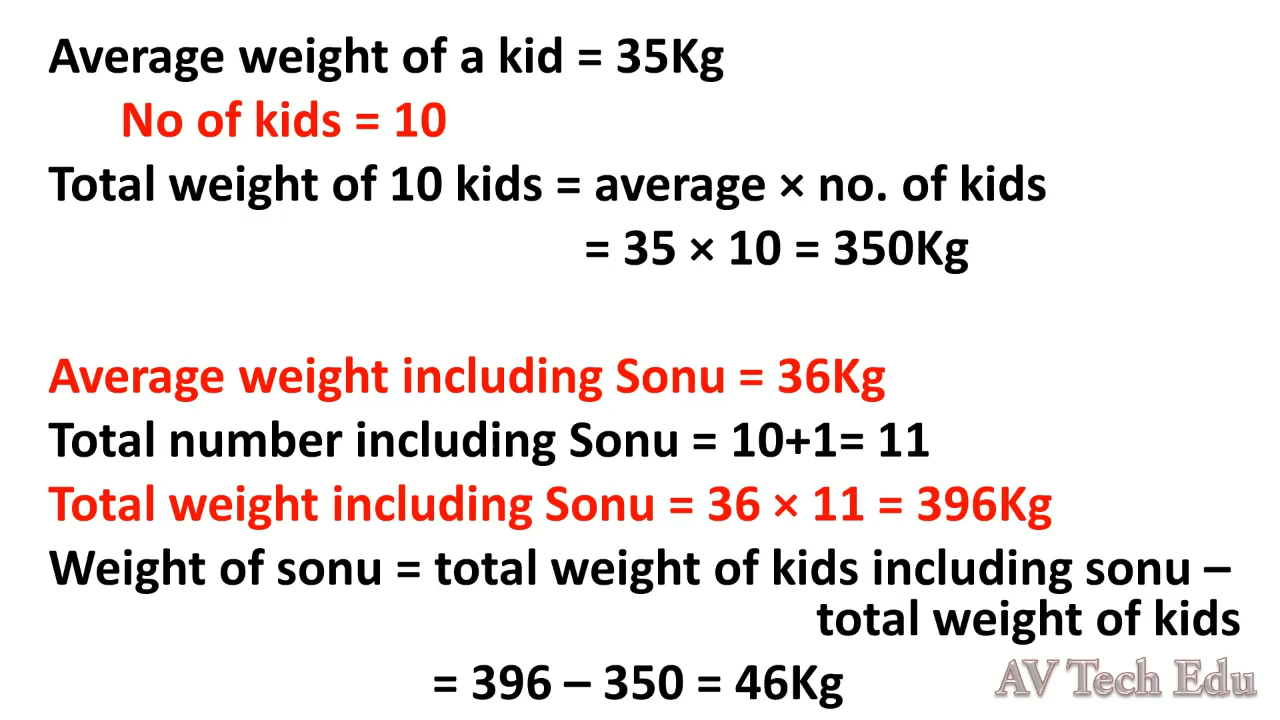 Average weight of a kid = 35Kg
No of kids = 10
Total weight of 10 kids = average × no. of kids
= 35 × 10 = 350Kg
Average weight including Sonu = 36Kg
Total number including Sonu = 10+1= 11
Total weight including Sonu = 36 × 11 = 396Kg
Weight of sonu = total weight of kids including sonu –
total weight of kids
= 396 – 350 = 46Kg
AV Tech Edu